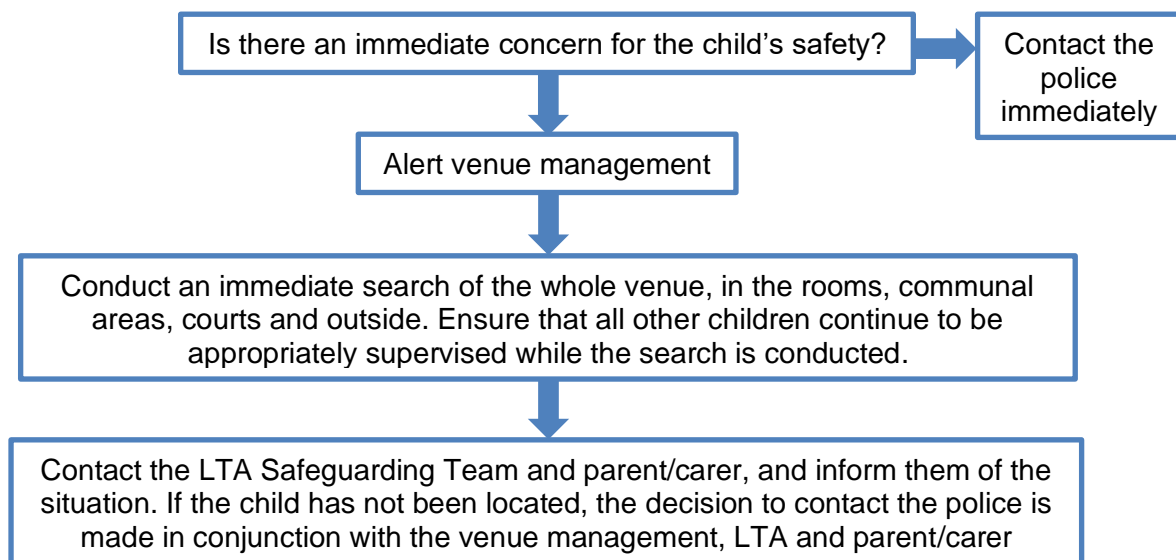 Is there an immediate concern for the child’s safety?
Contact the
police
immediately
Alert venue management
Conduct an immediate search of the whole venue, in the rooms, communal
areas, courts and outside. Ensure that all other children continue to be
appropriately supervised while the search is conducted.
Contact the LTA Safeguarding Team and parent/carer, and inform them of the
situation. If the child has not been located, the decision to contact the police is
made in conjunction with the venue management, LTA and parent/carer